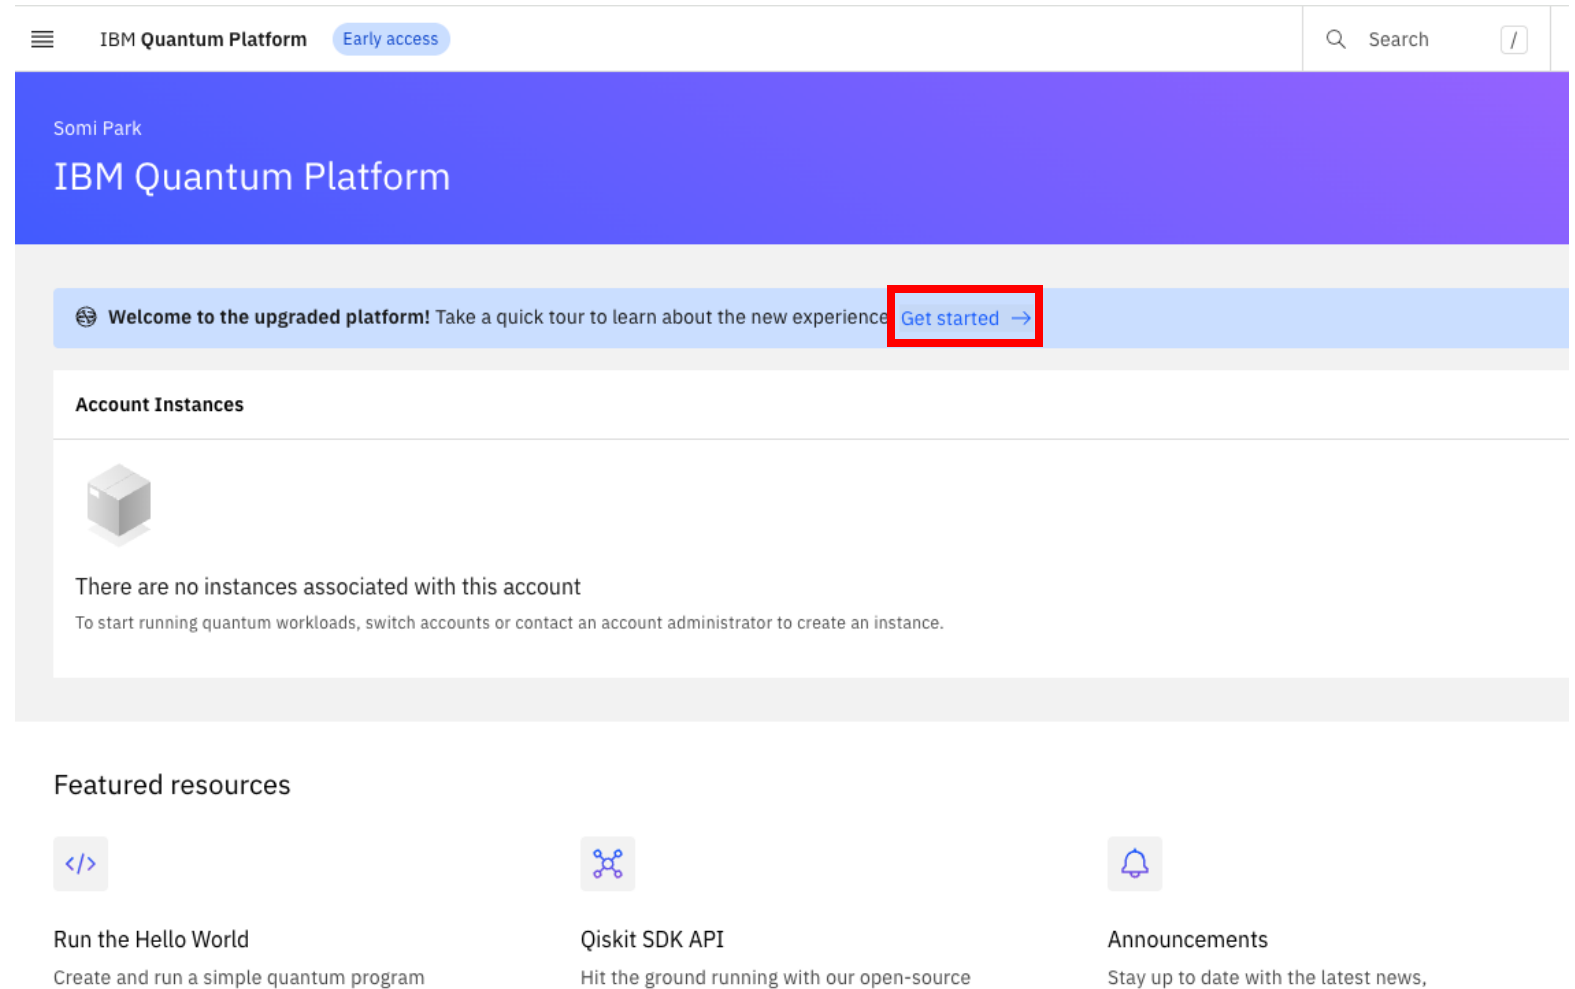 IBM Quantum Platform Early access Search /
Somi Park
IBM Quantum Platform
Welcome to the upgraded platform! Take a quick tour to learn about the new experience Get started →
Account Instances
There are no instances associated with this account
To start running quantum workloads, switch accounts or contact an account administrator to create an instance.
Featured resources
</>
Run the Hello World
Create and run a simple quantum program
Qiskit SDK API
Hit the ground running with our open-source
Announcements
Stay up to date with the latest news,